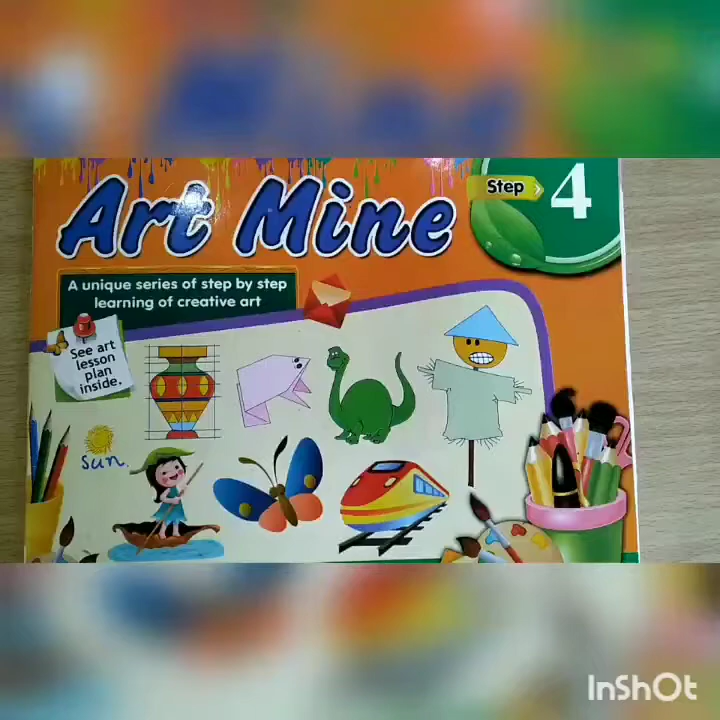 Art Mine
Step 4
A unique series of step by step
learning of creative art
See art
lesson
plan
inside.
sun
InShOt